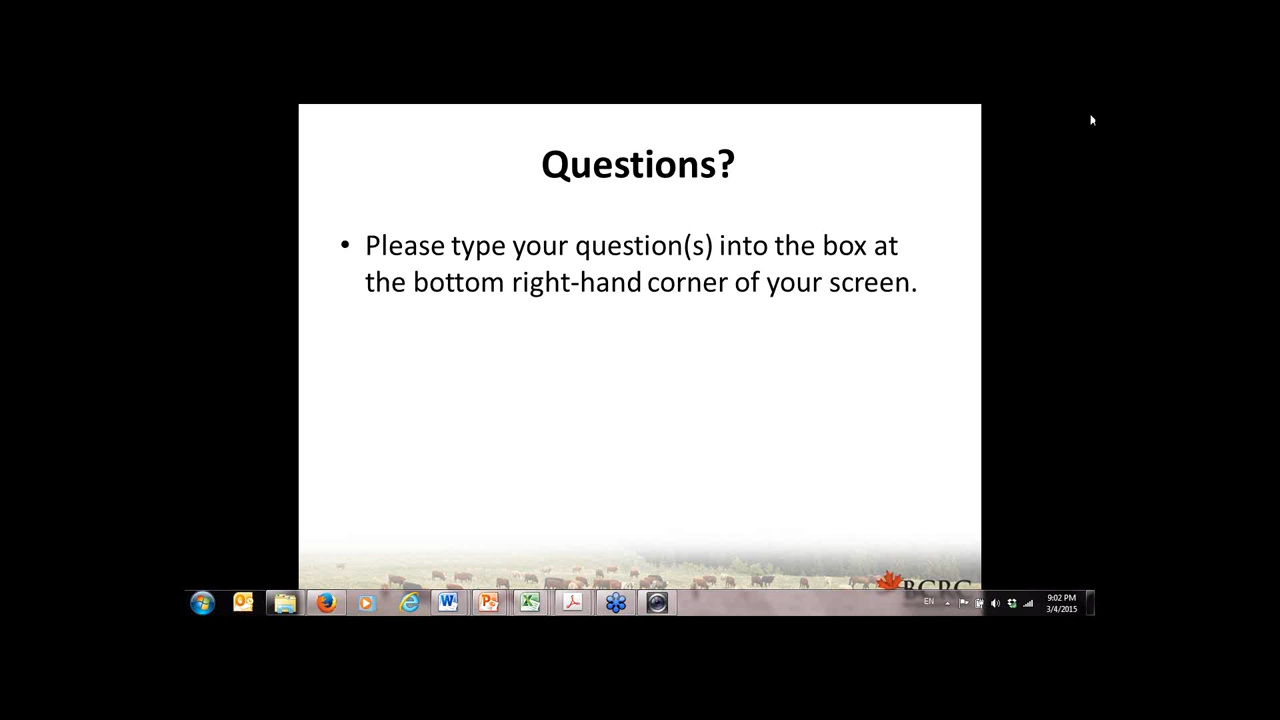 Questions?
• Please type your question(s) into the box at
the bottom right-hand corner of your screen.
BCRC
EN
9:02 PM
3/4/2015